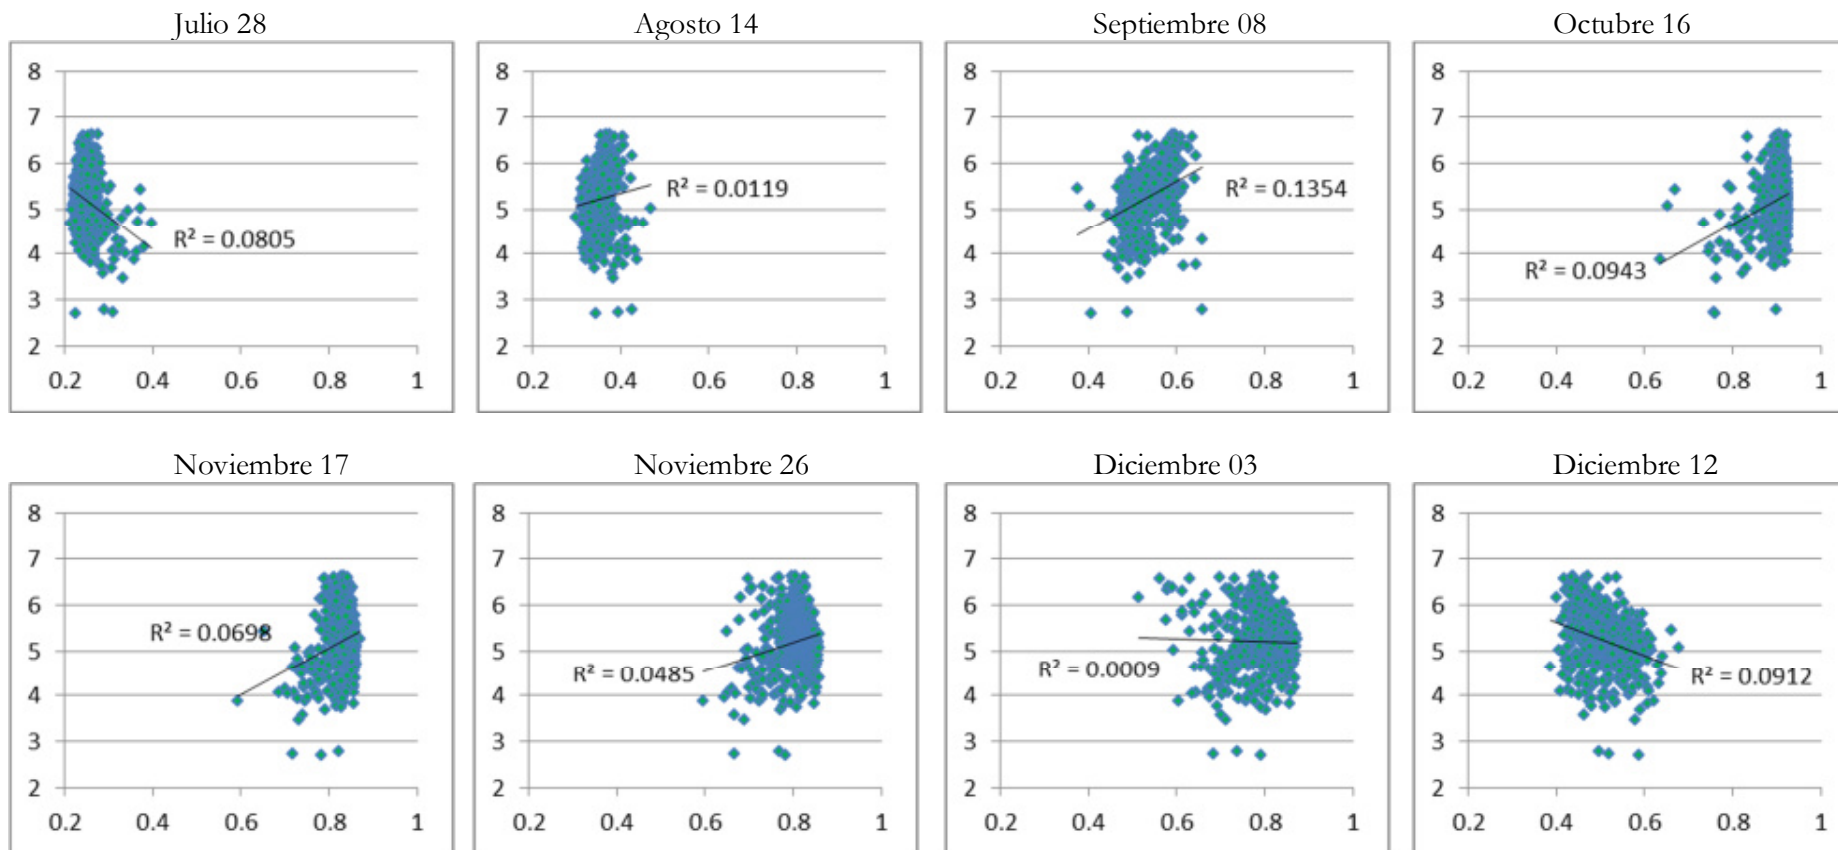 Julio 28
8
7
6
5
4
3
2
R² = 0.0805
0.2 0.4 0.6 0.8 1
Agosto 14
8
7
6
5
4
3
2
R² = 0.0119
0.2 0.4 0.6 0.8 1
Septiembre 08
8
7
6
5
4
3
2
R² = 0.1354
0.2 0.4 0.6 0.8 1
Octubre 16
8
7
6
5
4
3
2
R² = 0.0943
0.2 0.4 0.6 0.8 1
Noviembre 17
8
7
6
5
4
3
2
R² = 0.0698
0.2 0.4 0.6 0.8 1
Noviembre 26
8
7
6
5
4
3
2
R² = 0.0485
0.2 0.4 0.6 0.8 1
Diciembre 03
8
7
6
5
4
3
2
R² = 0.0009
0.2 0.4 0.6 0.8 1
Diciembre 12
8
7
6
5
4
3
2
R² = 0.0912
0.2 0.4 0.6 0.8 1